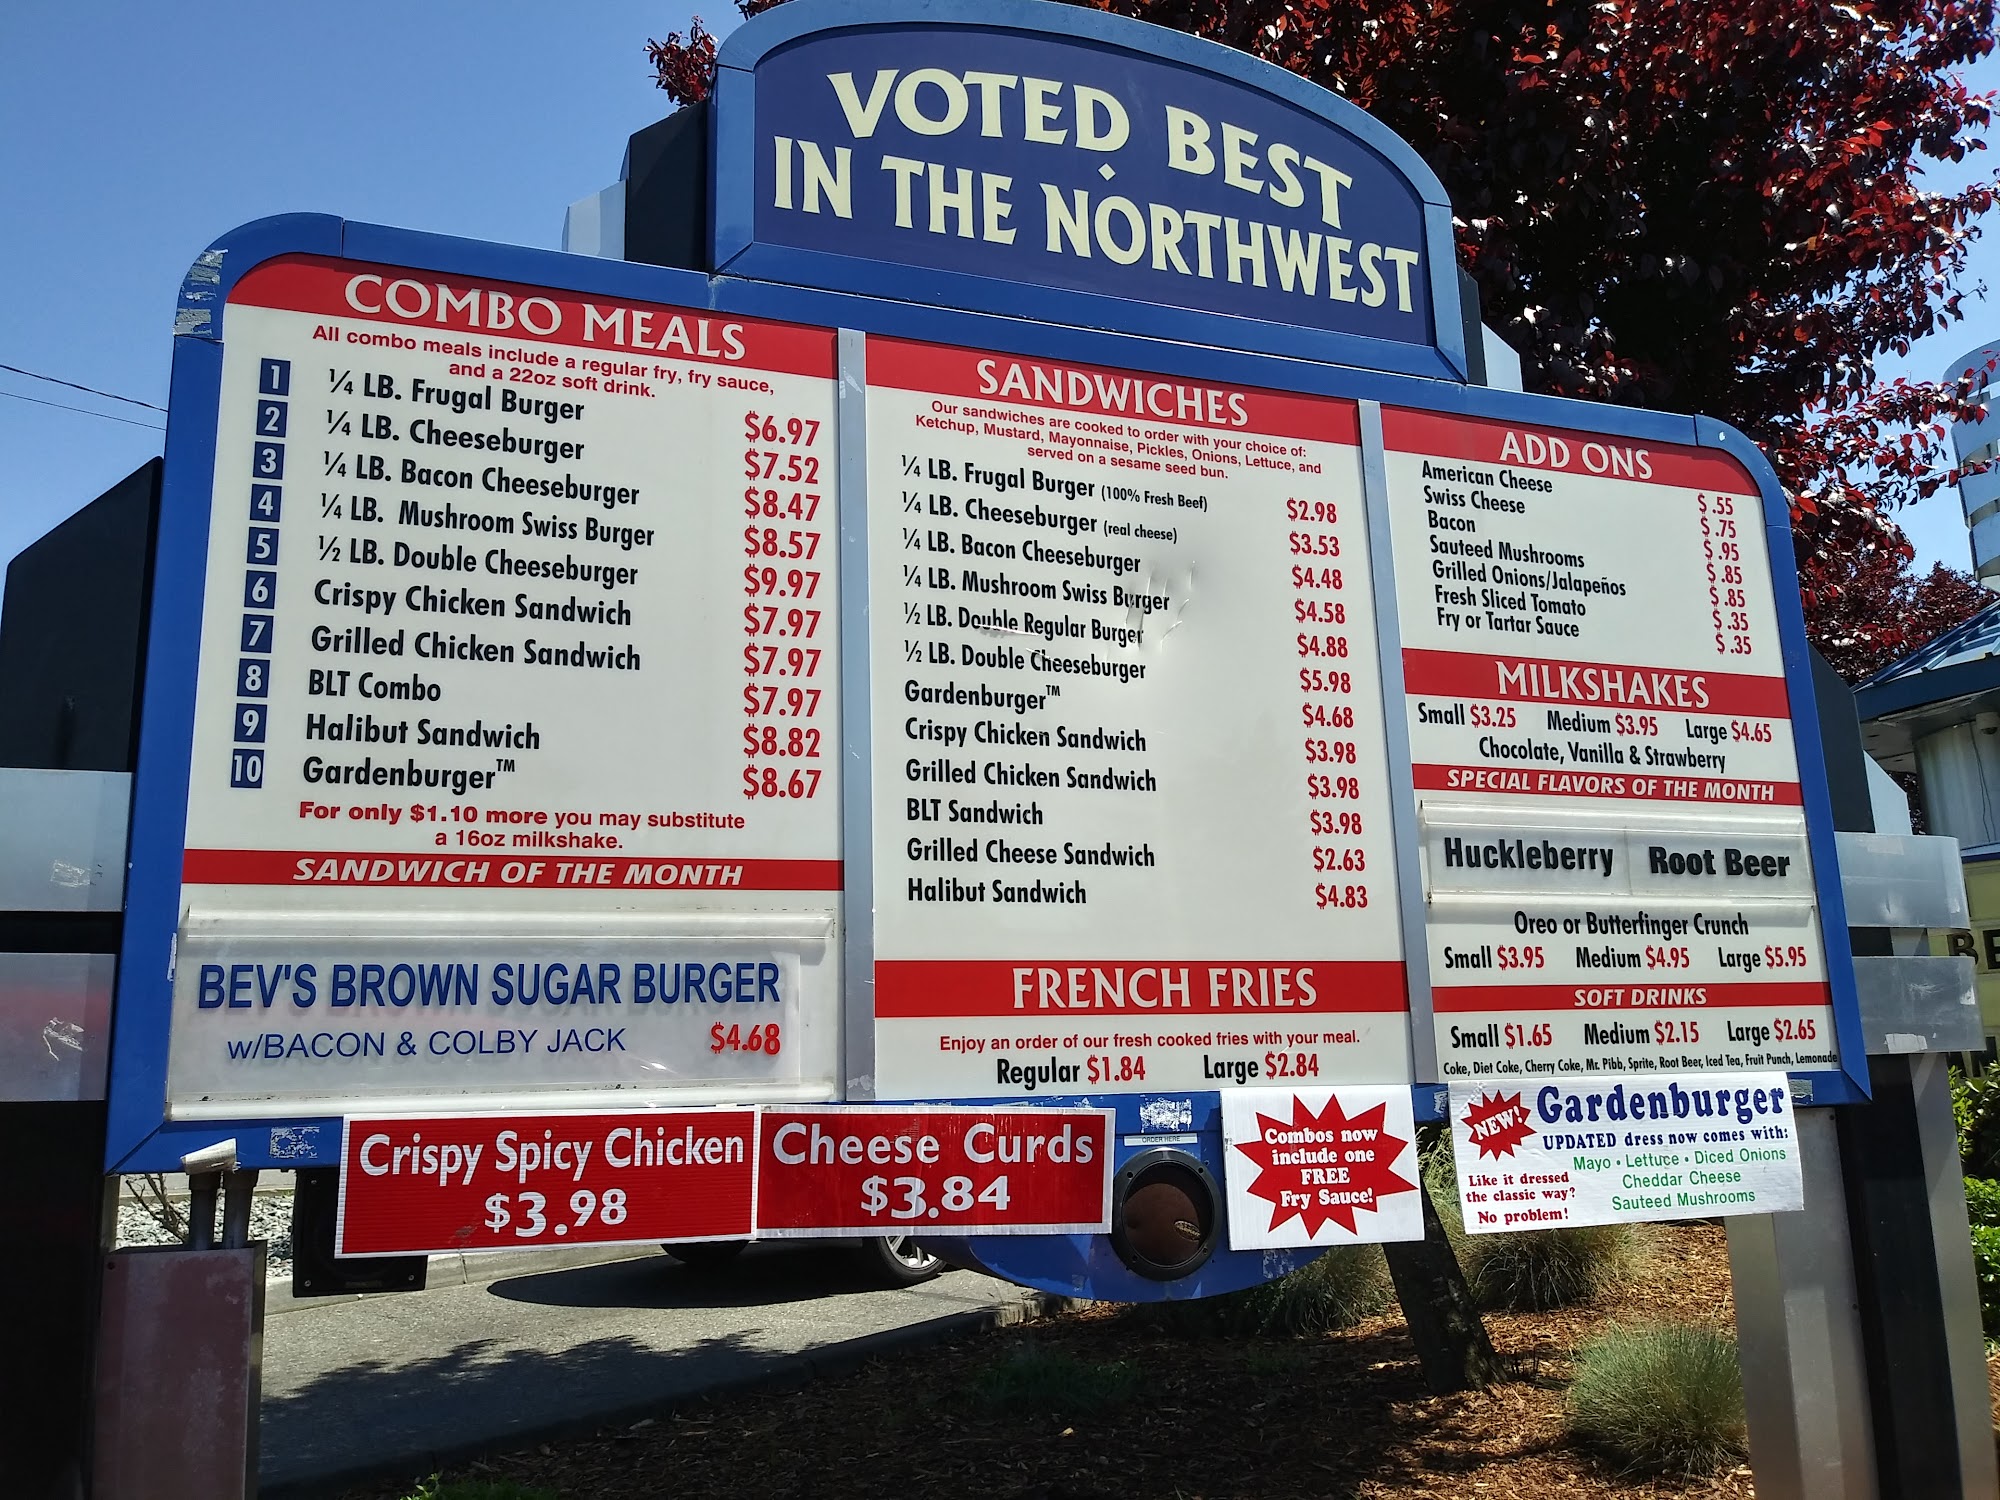 VOTED BEST
IN THE NORTHWEST
COMBO MEALS
All combo meals include a regular fry, fry sauce,
and a 22oz soft drink.
1 ¼ LB. Frugal Burger $6.97
2 ¼ LB. Cheeseburger $7.52
3 ¼ LB. Bacon Cheeseburger $8.47
4 ¼ LB. Mushroom Swiss Burger $8.57
5 ½ LB. Double Cheeseburger $9.97
6 Crispy Chicken Sandwich $7.97
7 Grilled Chicken Sandwich $7.97
8 BLT Combo $7.97
9 Halibut Sandwich $8.82
10 Gardenburger™ $8.67
For only $1.10 more you may substitute
a 16oz milkshake.
SANDWICH OF THE MONTH
BEV'S BROWN SUGAR BURGER
w/BACON & COLBY JACK $4.68
SANDWICHES
Our sandwiches are cooked to order with your choice of:
Ketchup, Mustard, Mayonnaise, Pickles, Onions, Lettuce, and
served on a sesame seed bun.
¼ LB. Frugal Burger (100% Fresh Beef) $2.98
¼ LB. Cheeseburger (real cheese) $3.53
¼ LB. Bacon Cheeseburger $4.48
¼ LB. Mushroom Swiss Burger $4.58
½ LB. Double Regular Burger $4.88
½ LB. Double Cheeseburger $5.98
Gardenburger™ $4.68
Crispy Chicken Sandwich $3.98
Grilled Chicken Sandwich $3.98
BLT Sandwich $3.98
Grilled Cheese Sandwich $2.63
Halibut Sandwich $4.83
FRENCH FRIES
Enjoy an order of our fresh cooked fries with your meal.
Regular $1.84 Large $2.84
ADD ONS
American Cheese $ .55
Swiss Cheese $ .75
Bacon $ .95
Sauteed Mushrooms $ .85
Grilled Onions/Jalapeños $ .85
Fresh Sliced Tomato $ .35
Fry or Tartar Sauce $ .35
MILKSHAKES
Small $3.25 Medium $3.95 Large $4.65
Chocolate, Vanilla & Strawberry
SPECIAL FLAVORS OF THE MONTH
Huckleberry Root Beer
Oreo or Butterfinger Crunch
Small $3.95 Medium $4.95 Large $5.95
SOFT DRINKS
Small $1.65 Medium $2.15 Large $2.65
Coke, Diet Coke, Cherry Coke, Mr. Pibb, Sprite, Root Beer, Iced Tea, Fruit Punch, Lemonade
Crispy Spicy Chicken
$3.98
Cheese Curds
$3.84
ORDER HERE
Combos now
include one
FREE
Fry Sauce!
NEW!
Gardenburger
UPDATED dress now comes with:
Mayo • Lettuce • Diced Onions
Cheddar Cheese
Sauteed Mushrooms
Like it dressed
the classic way?
No problem!
BE